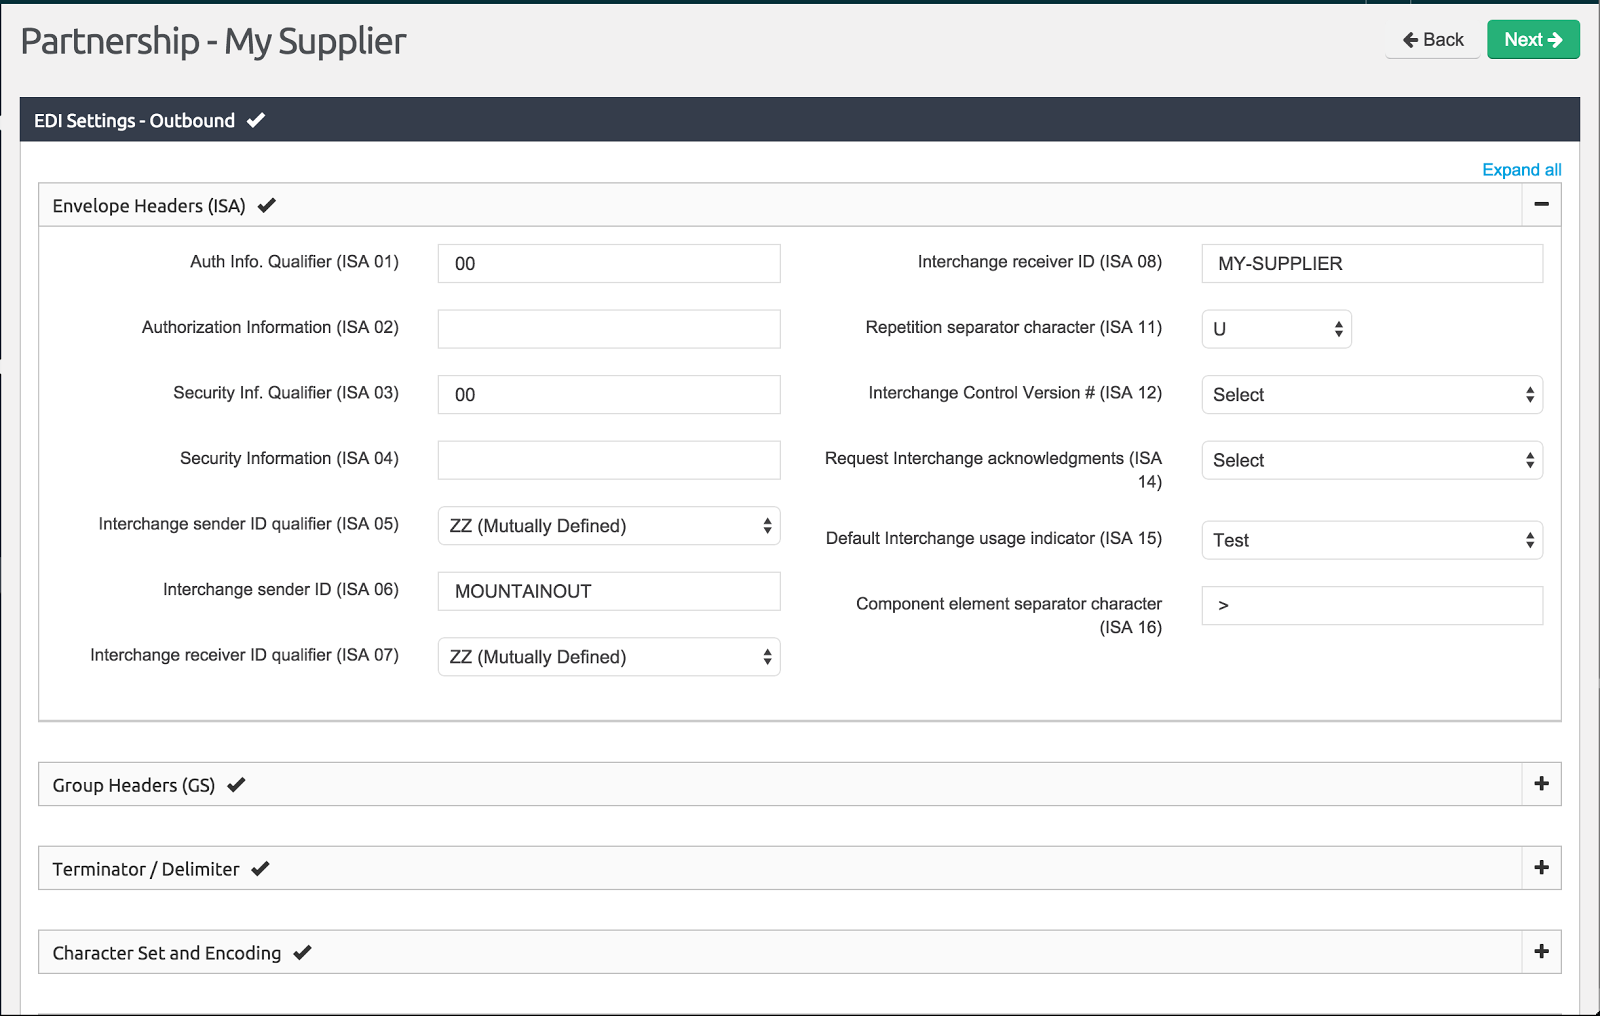 Partnership - My Supplier
Back
Next
EDI Settings - Outbound
Expand all
Envelope Headers (ISA)
Auth Info. Qualifier (ISA 01)
00
Authorization Information (ISA 02)
Security Inf. Qualifier (ISA 03)
00
Security Information (ISA 04)
Interchange sender ID qualifier (ISA 05)
ZZ (Mutually Defined)
Interchange sender ID (ISA 06)
MOUNTAINOUT
Interchange receiver ID qualifier (ISA 07)
ZZ (Mutually Defined)
Interchange receiver ID (ISA 08)
MY-SUPPLIER
Repetition separator character (ISA 11)
U
Interchange Control Version # (ISA 12)
Select
Request Interchange acknowledgments (ISA
14)
Select
Default Interchange usage indicator (ISA 15)
Test
Component element separator character
(ISA 16)
>
Group Headers (GS)
Terminator / Delimiter
Character Set and Encoding